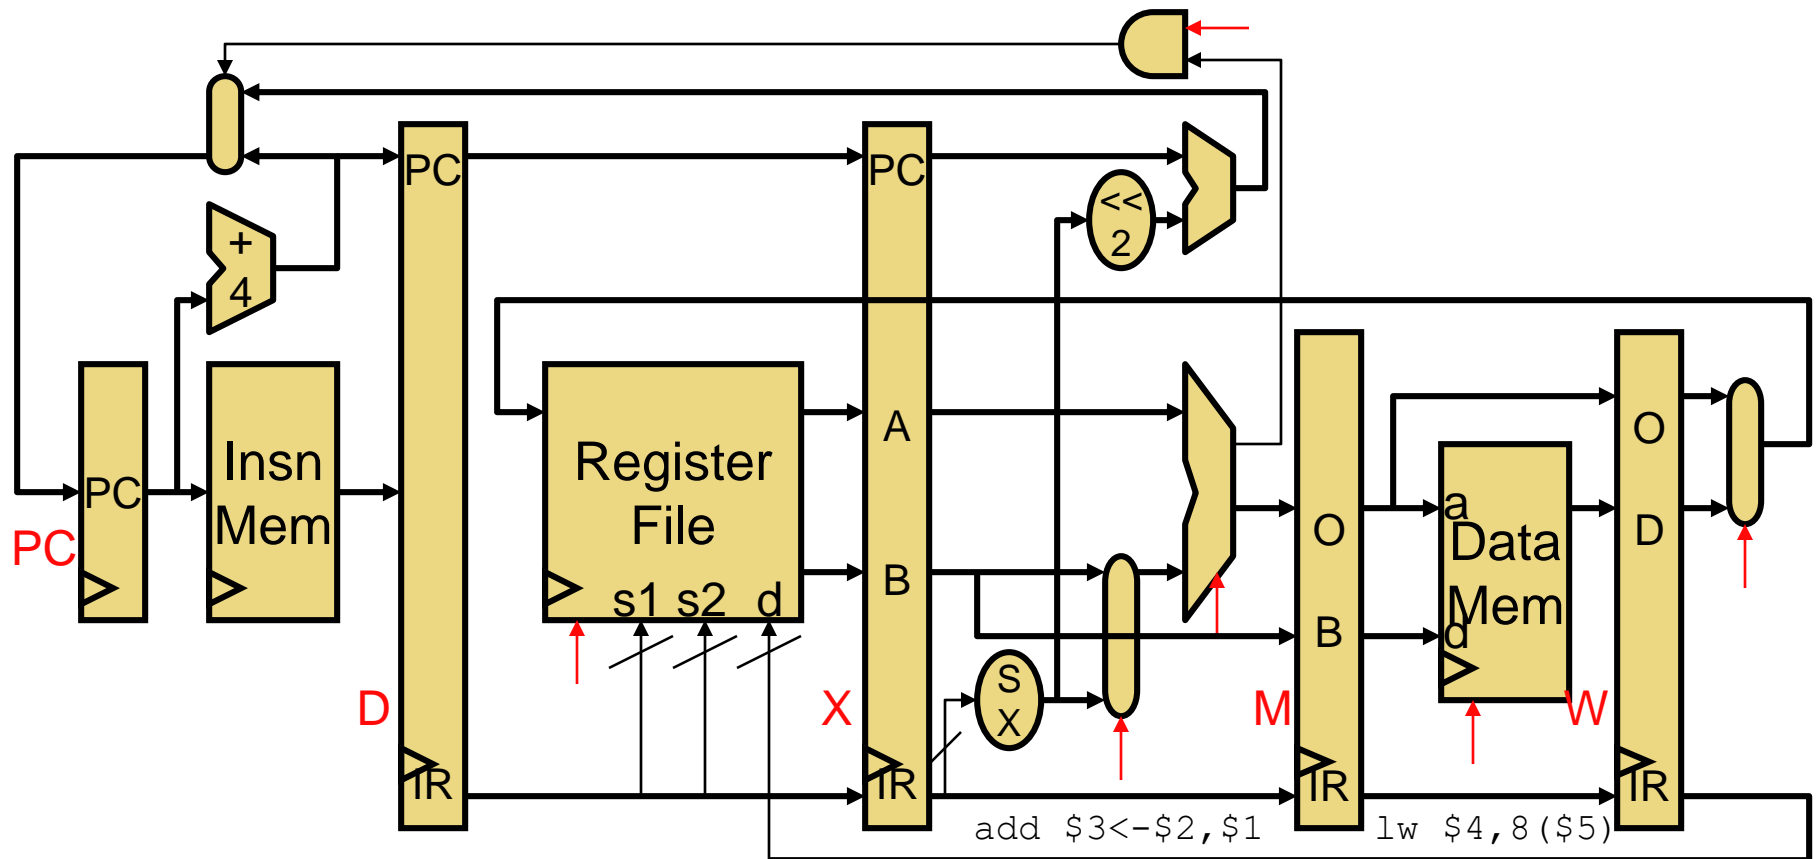 PC
PC
<<
2
+
4
PC
PC
Insn
Mem
Register
File
s1 s2 d
A
B
S
X
O
B
a
Data
Mem
d
O
D
D
X
M
W
IR
IR
IR
IR
add $3<-$2,$1
lw $4,8($5)